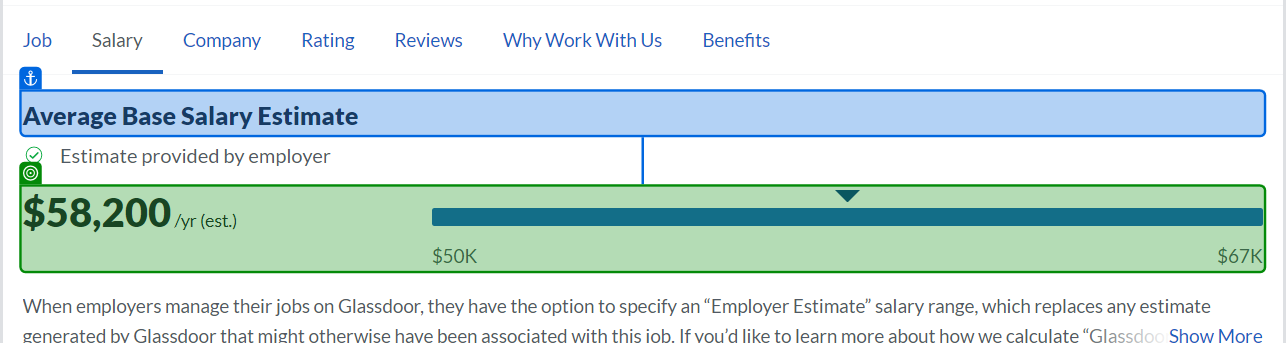 Job Salary Company Rating Reviews Why Work With Us Benefits
Average Base Salary Estimate
Estimate provided by employer
$58,200 /yr (est.)
$50K $67K
When employers manage their jobs on Glassdoor, they have the option to specify an “Employer Estimate” salary range, which replaces any estimate
generated by Glassdoor that might otherwise have been associated with this job. If you’d like to learn more about how we calculate “Glassdoo Show More